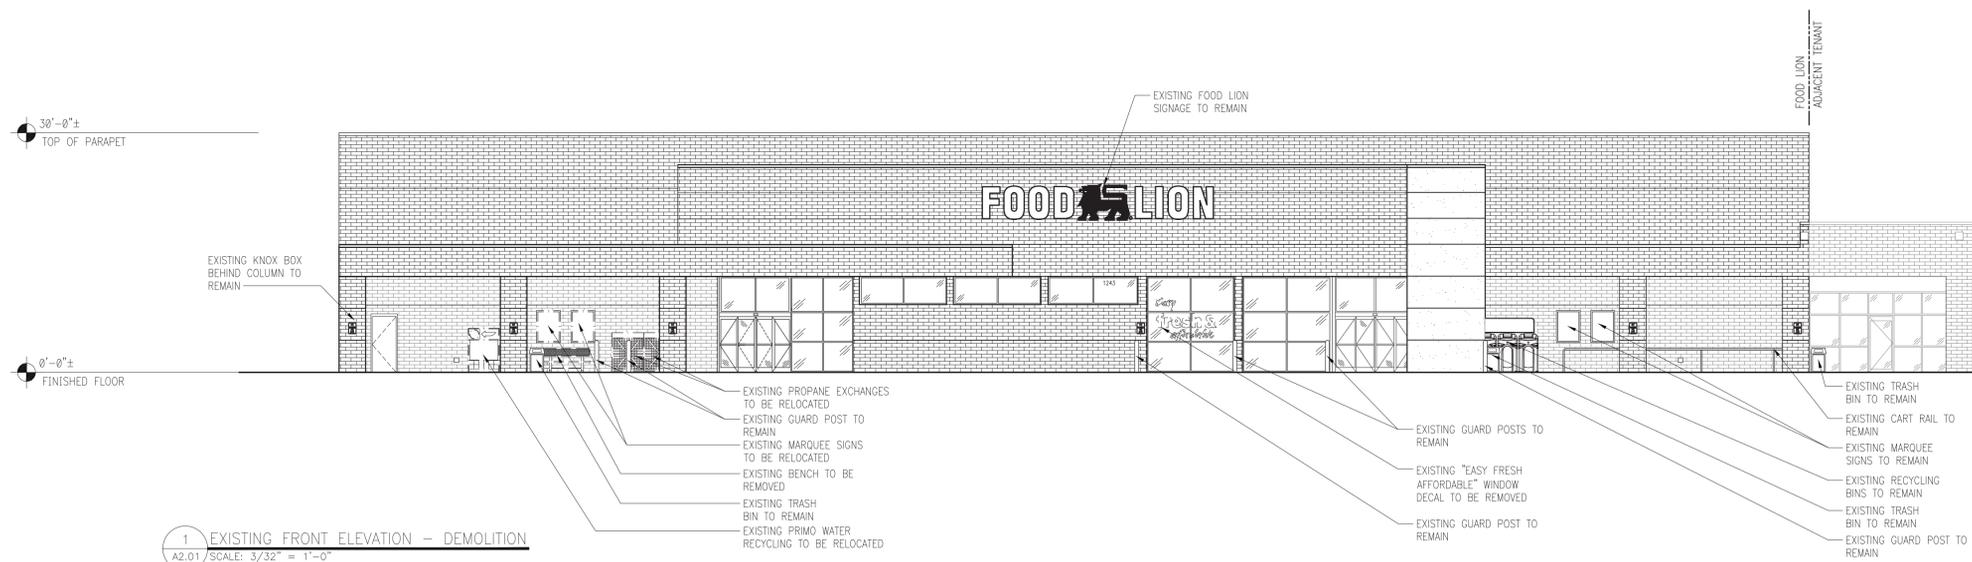 FOOD LION
ADJACENT TENANT
EXISTING FOOD LION
SIGNAGE TO REMAIN
30'-0"±
TOP OF PARAPET
FOOD LION
EXISTING KNOX BOX
BEHIND COLUMN TO
REMAIN
1243
Easy
fresh &
affordable
0'-0"±
FINISHED FLOOR
EXISTING PROPANE EXCHANGES
TO BE RELOCATED
EXISTING GUARD POST TO
REMAIN
EXISTING MARQUEE SIGNS
TO BE RELOCATED
EXISTING BENCH TO BE
REMOVED
EXISTING TRASH
BIN TO REMAIN
EXISTING PRIMO WATER
RECYCLING TO BE RELOCATED
EXISTING GUARD POSTS TO
REMAIN
EXISTING "EASY FRESH
AFFORDABLE" WINDOW
DECAL TO BE REMOVED
EXISTING GUARD POST TO
REMAIN
EXISTING TRASH
BIN TO REMAIN
EXISTING CART RAIL TO
REMAIN
EXISTING MARQUEE
SIGNS TO REMAIN
EXISTING RECYCLING
BINS TO REMAIN
EXISTING TRASH
BIN TO REMAIN
EXISTING GUARD POST TO
REMAIN
1 EXISTING FRONT ELEVATION - DEMOLITION
A2.01 SCALE: 3/32" = 1'-0"